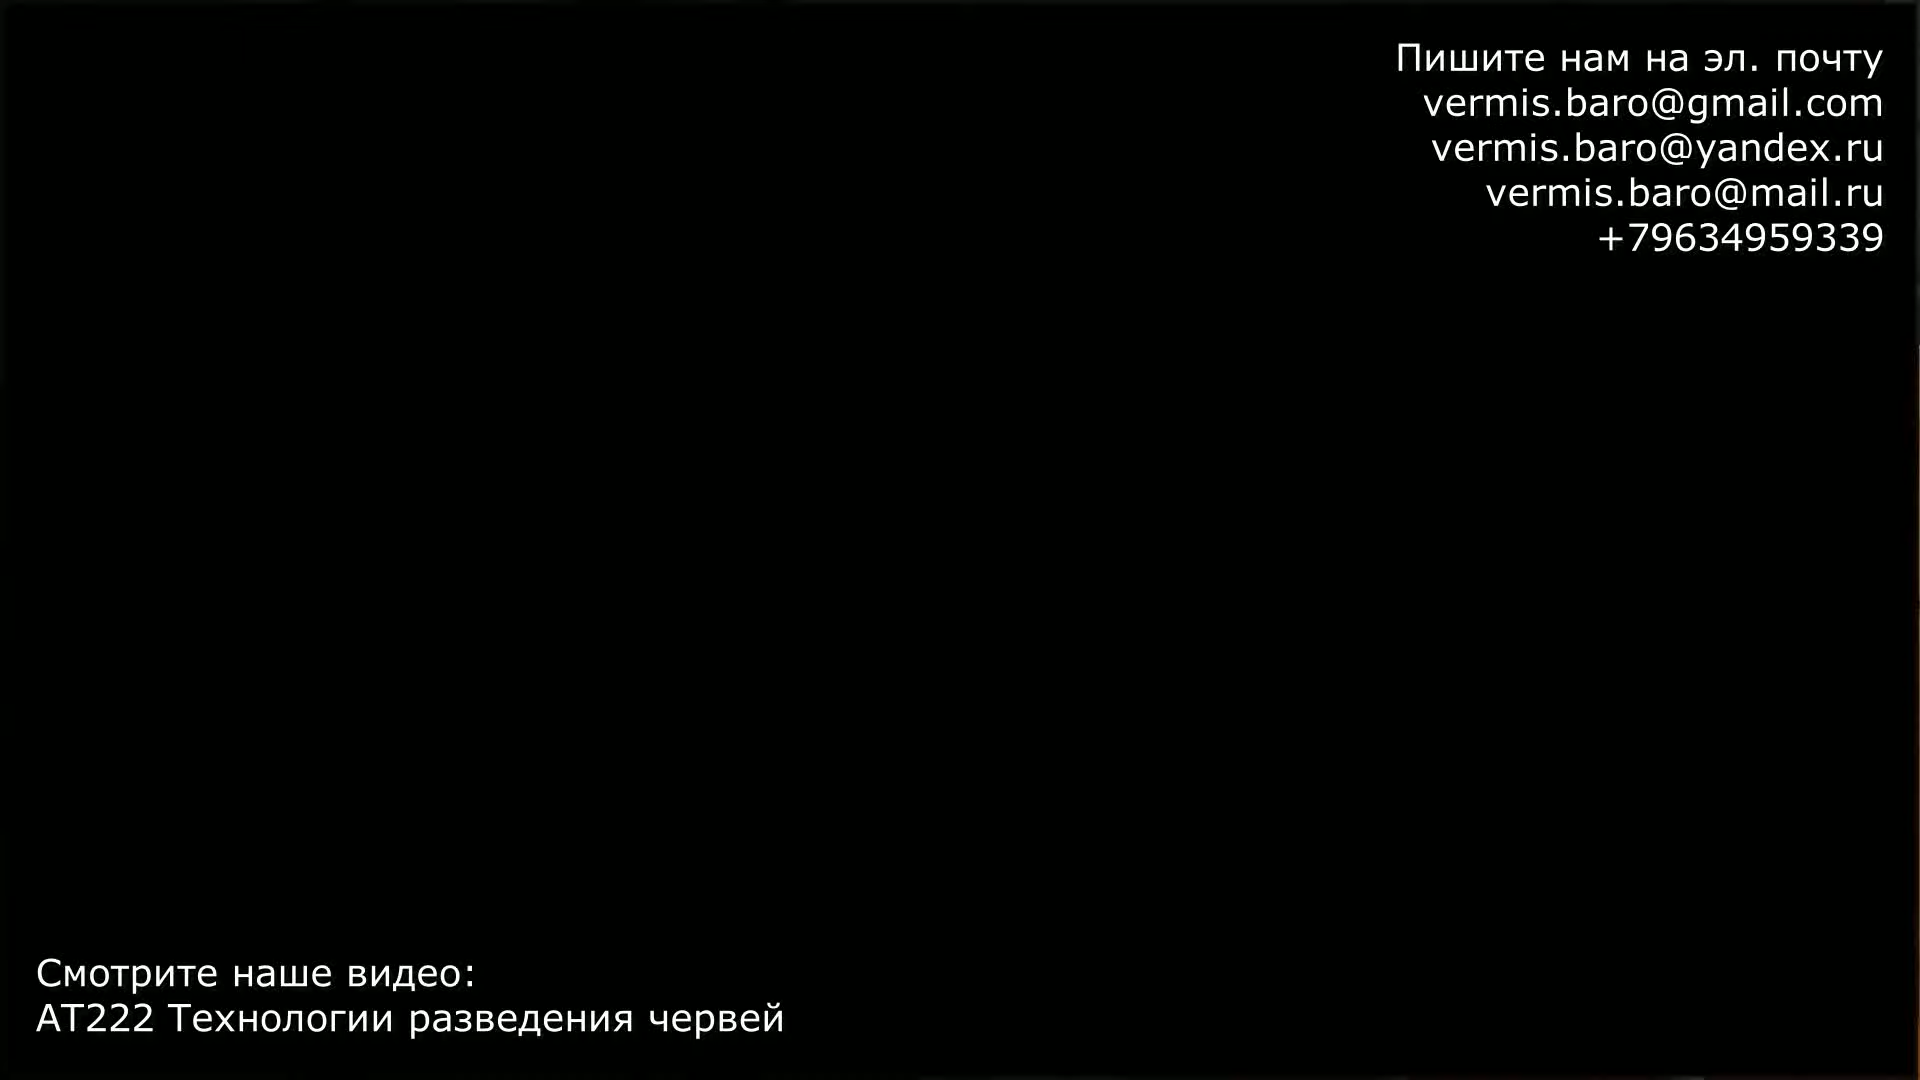 Пишите нам на эл. почту
vermis.baro@gmail.com
vermis.baro@yandex.ru
vermis.baro@mail.ru
+79634959339
Смотрите наше видео:
АТ222 Технологии разведения червей